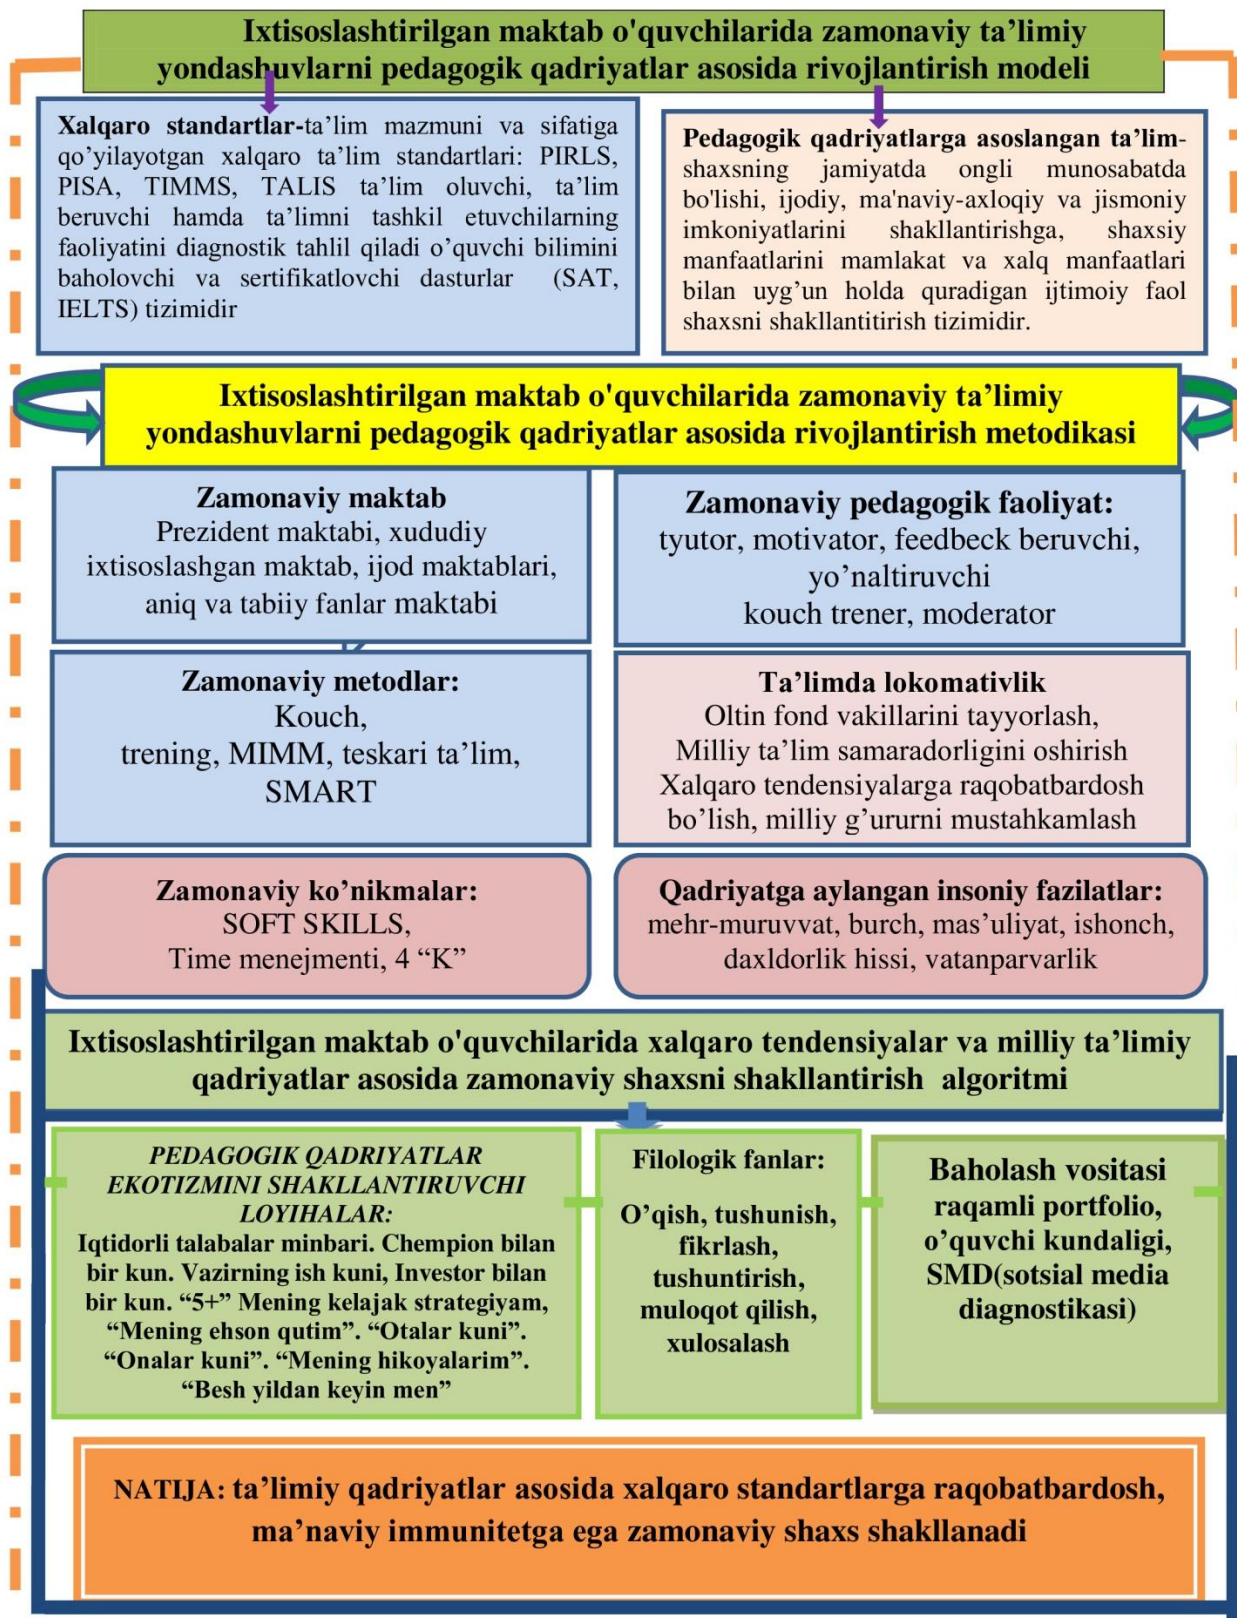 Ixtisoslashtirilgan maktab o'quvchilarida zamonaviy ta’limiy
yondashuvlarni pedagogik qadriyatlar asosida rivojlantirish modeli
Xalqaro standartlar-ta’lim mazmuni va sifatiga
qo’yilayotgan xalqaro ta’lim standartlari: PIRLS,
PISA, TIMMS, TALIS ta’lim oluvchi, ta’lim
beruvchi hamda ta’limni tashkil etuvchilarning
faoliyatini diagnostik tahlil qiladi o’quvchi bilimini
baholovchi va sertifikatlovchi dasturlar (SAT,
IELTS) tizimidir
Pedagogik qadriyatlarga asoslangan ta’lim-
shaxsning jamiyatda ongli munosabatda
bo'lishi, ijodiy, ma'naviy-axloqiy va jismoniy
imkoniyatlarini shakllantirishga, shaxsiy
manfaatlarini mamlakat va xalq manfaatlari
bilan uyg’un holda quradigan ijtimoiy faol
shaxsni shakllantitirish tizimidir.
Ixtisoslashtirilgan maktab o'quvchilarida zamonaviy ta’limiy
yondashuvlarni pedagogik qadriyatlar asosida rivojlantirish metodikasi
Zamonaviy maktab
Prezident maktabi, xududiy
ixtisoslashgan maktab, ijod maktablari,
aniq va tabiiy fanlar maktabi
Zamonaviy pedagogik faoliyat:
tyutor, motivator, feedbeck beruvchi,
yo’naltiruvchi
kouch trener, moderator
Zamonaviy metodlar:
Kouch,
trening, MIMM, teskari ta’lim,
SMART
Ta’limda lokomativlik
Oltin fond vakillarini tayyorlash,
Milliy ta’lim samaradorligini oshirish
Xalqaro tendensiyalarga raqobatbardosh
bo’lish, milliy g’ururni mustahkamlash
Zamonaviy ko’nikmalar:
SOFT SKILLS,
Time menejmenti, 4 “K”
Qadriyatga aylangan insoniy fazilatlar:
mehr-muruvvat, burch, mas’uliyat, ishonch,
daxldorlik hissi, vatanparvarlik
Ixtisoslashtirilgan maktab o'quvchilarida xalqaro tendensiyalar va milliy ta’limiy
qadriyatlar asosida zamonaviy shaxsni shakllantirish algoritmi
PEDAGOGIK QADRIYATLAR
EKOTIZMINI SHAKLLANTIRUVCHI
LOYIHALAR:
Iqtidorli talabalar minbari. Chempion bilan
bir kun. Vazirning ish kuni, Investor bilan
bir kun. “5+” Mening kelajak strategiyam,
“Mening ehson qutim”. “Otalar kuni”.
“Onalar kuni”. “Mening hikoyalarim”.
“Besh yildan keyin men”
Filologik fanlar:
O’qish, tushunish,
fikrlash,
tushuntirish,
muloqot qilish,
xulosalash
Baholash vositasi
raqamli portfolio,
o’quvchi kundaligi,
SMD(sotsial media
diagnostikasi)
NATIJA: ta’limiy qadriyatlar asosida xalqaro standartlarga raqobatbardosh,
ma’naviy immunitetga ega zamonaviy shaxs shakllanadi